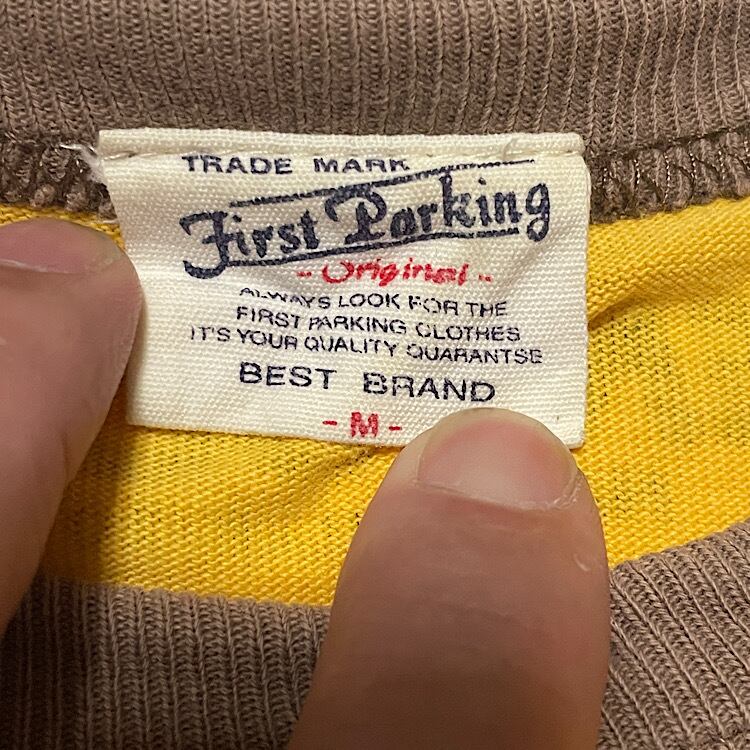 TRADE MARK
First Parking
- Original -
ALWAYS LOOK FOR THE
FIRST PARKING CLOTHES
IT'S YOUR QUALITY QUARANTSE
BEST BRAND
- M -